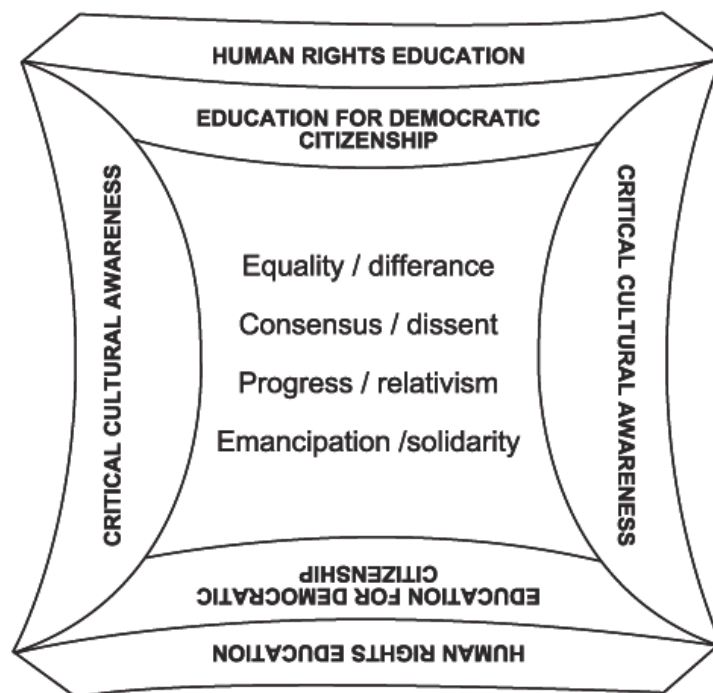 HUMAN RIGHTS EDUCATION
EDUCATION FOR DEMOCRATIC
CITIZENSHIP
CRITICAL CULTURAL AWARENESS
CRITICAL CULTURAL AWARENESS
Equality / differance
Consensus / dissent
Progress / relativism
Emancipation /solidarity
EDUCATION FOR DEMOCRATIC
CITIZENSHIP
HUMAN RIGHTS EDUCATION